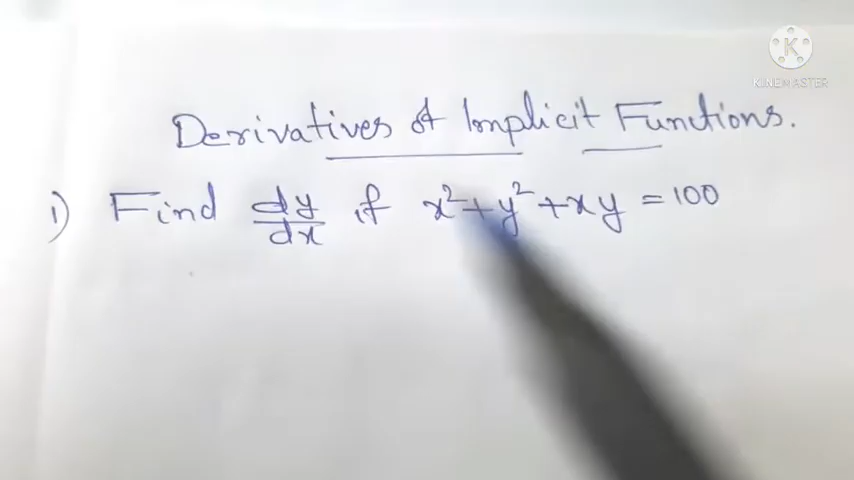 K
KINEMASTER
Derivatives of Implicit Functions.
1) Find dy/dx if x²+y²+xy=100